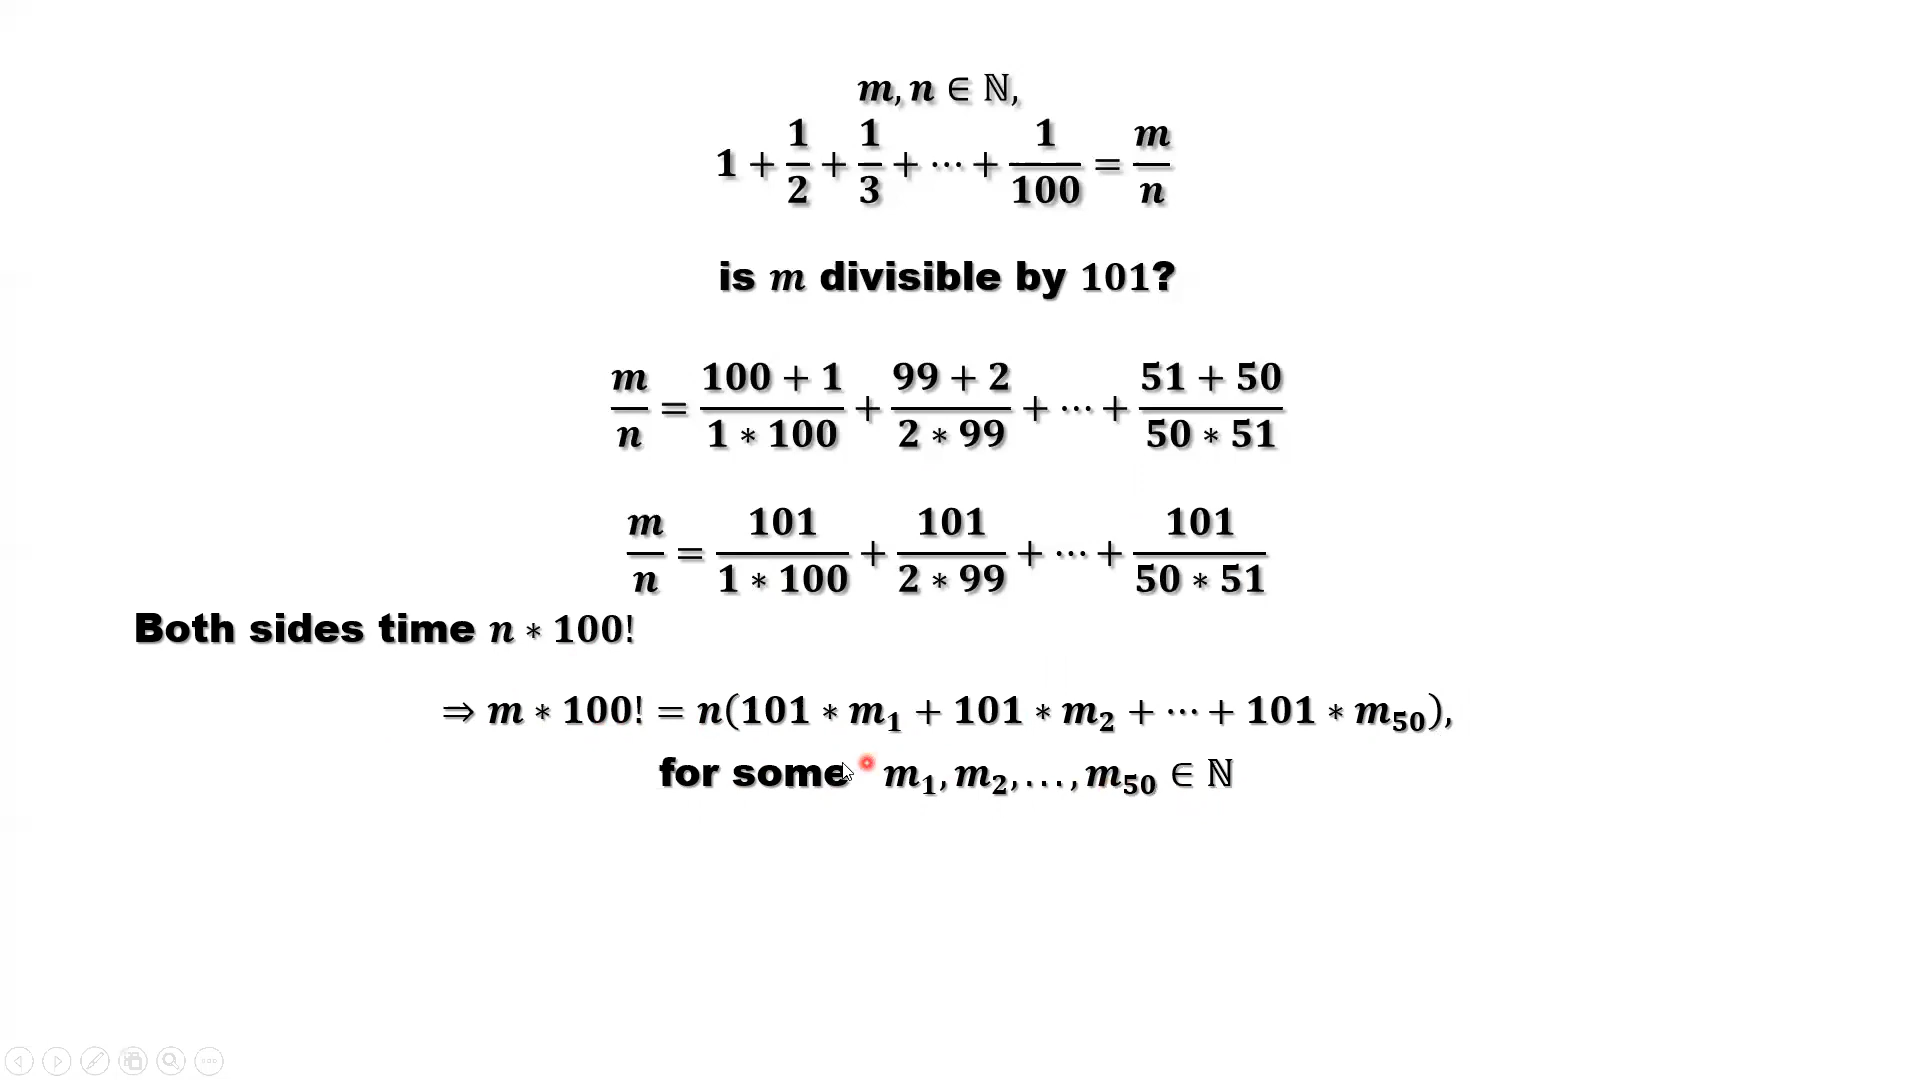 m, n ∈ ℕ,
1 + 1/2 + 1/3 + ⋯ + 1/100 = m/n
is m divisible by 101?
m/n = (100 + 1)/(1 ∗ 100) + (99 + 2)/(2 ∗ 99) + ⋯ + (51 + 50)/(50 ∗ 51)
m/n = 101/(1 ∗ 100) + 101/(2 ∗ 99) + ⋯ + 101/(50 ∗ 51)
Both sides time n ∗ 100!
⇒ m ∗ 100! = n(101 ∗ m₁ + 101 ∗ m₂ + ⋯ + 101 ∗ m₅₀),
for some m₁, m₂, . . . , m₅₀ ∈ ℕ